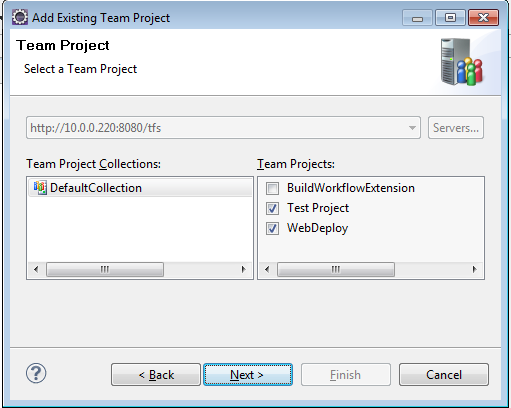 Add Existing Team Project
Team Project
Select a Team Project
http://10.0.0.220:8080/tfs
Servers...
Team Project Collections:
Team Projects:
DefaultCollection
BuildWorkflowExtension
Test Project
WebDeploy
?
< Back
Next >
Finish
Cancel